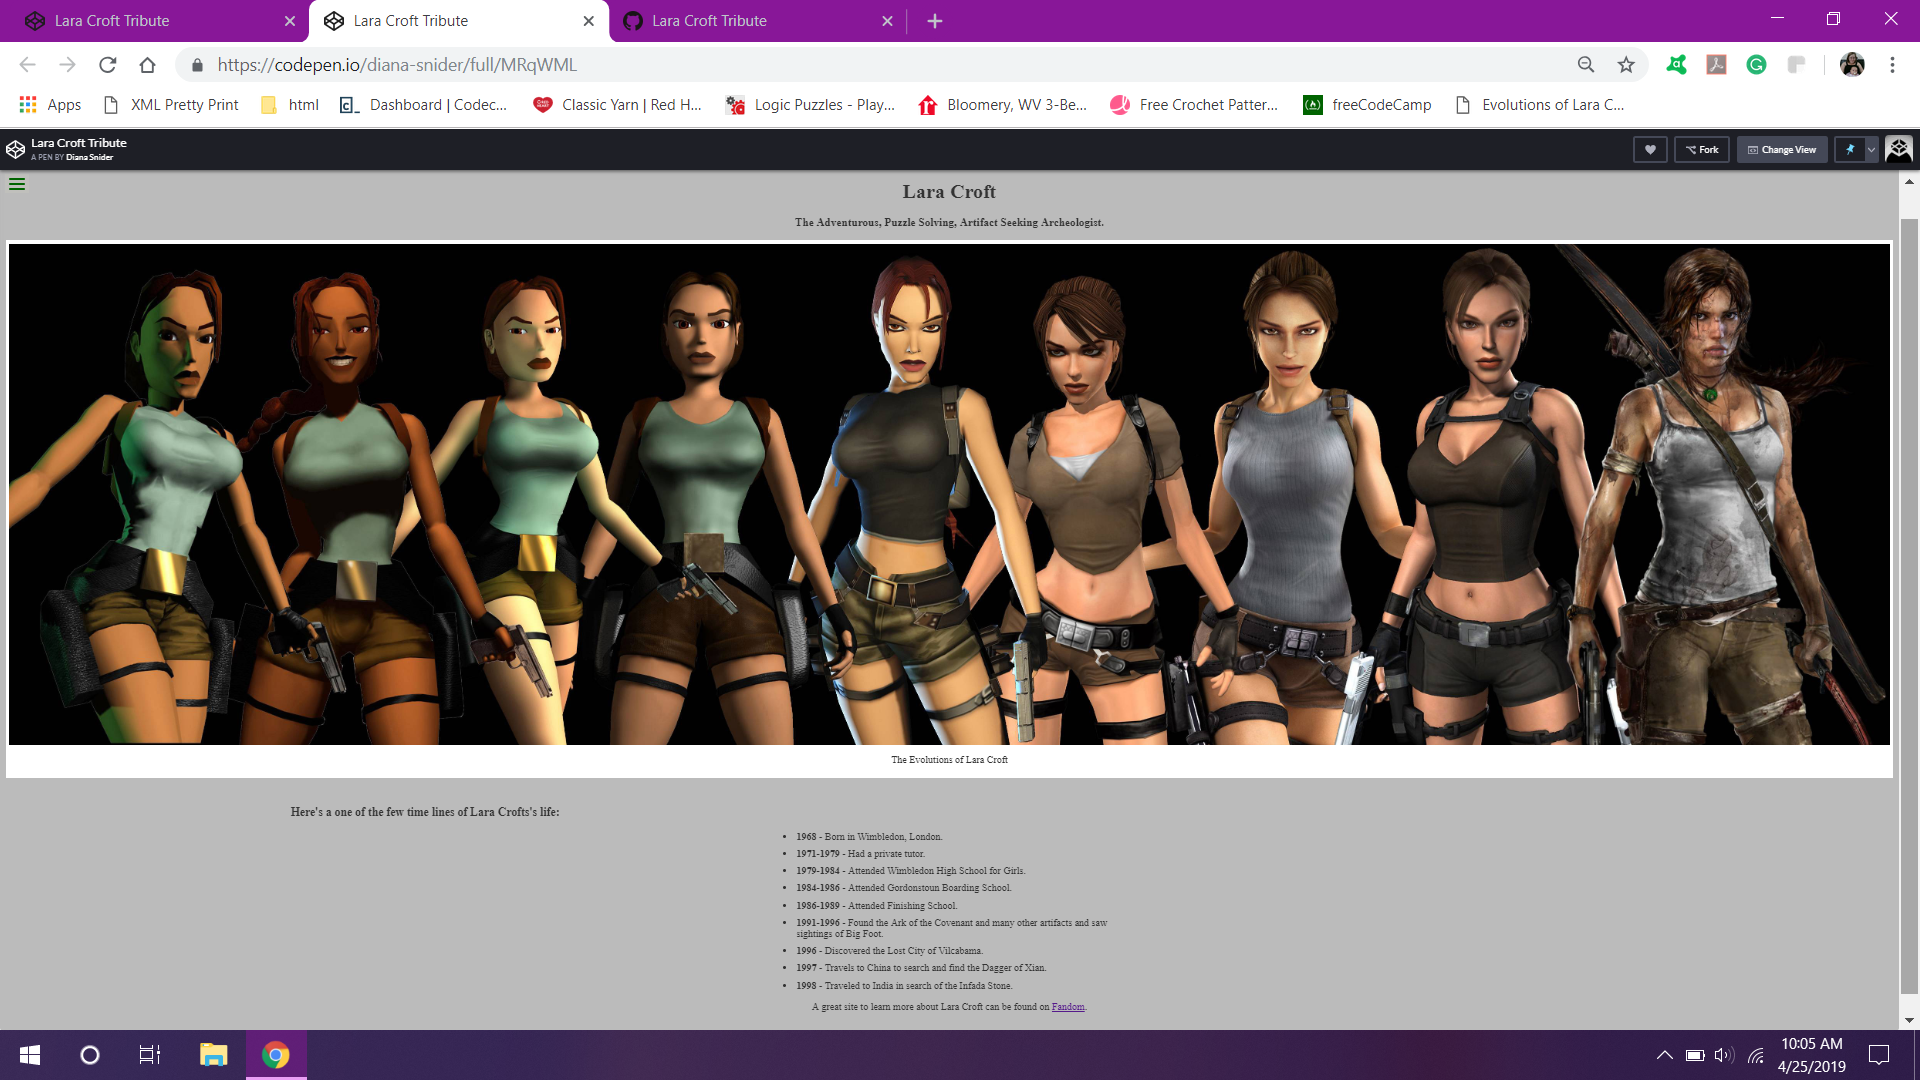 Lara Croft Tribute
Lara Croft Tribute
Lara Croft Tribute
https://codepen.io/diana-snider/full/MRqWML
Apps
XML Pretty Print
html
Dashboard | Codec...
Classic Yarn | Red H...
Logic Puzzles - Play...
Bloomery, WV 3-Be...
Free Crochet Patter...
freeCodeCamp
Evolutions of Lara C...
Lara Croft Tribute
A PEN BY Diana Snider
Fork
Change View
Lara Croft
The Adventurous, Puzzle Solving, Artifact Seeking Archeologist.
The Evolutions of Lara Croft
Here's a one of the few time lines of Lara Crofts's life:
• 1968 - Born in Wimbledon, London.
• 1971-1979 - Had a private tutor.
• 1979-1984 - Attended Wimbledon High School for Girls.
• 1984-1986 - Attended Gordonstoun Boarding School.
• 1986-1989 - Attended Finishing School.
• 1991-1996 - Found the Ark of the Covenant and many other artifacts and saw
sightings of Big Foot.
• 1996 - Discovered the Lost City of Vilcabama.
• 1997 - Travels to China to search and find the Dagger of Xian.
• 1998 - Traveled to India in search of the Infada Stone.
A great site to learn more about Lara Croft can be found on Fandom.
10:05 AM
4/25/2019